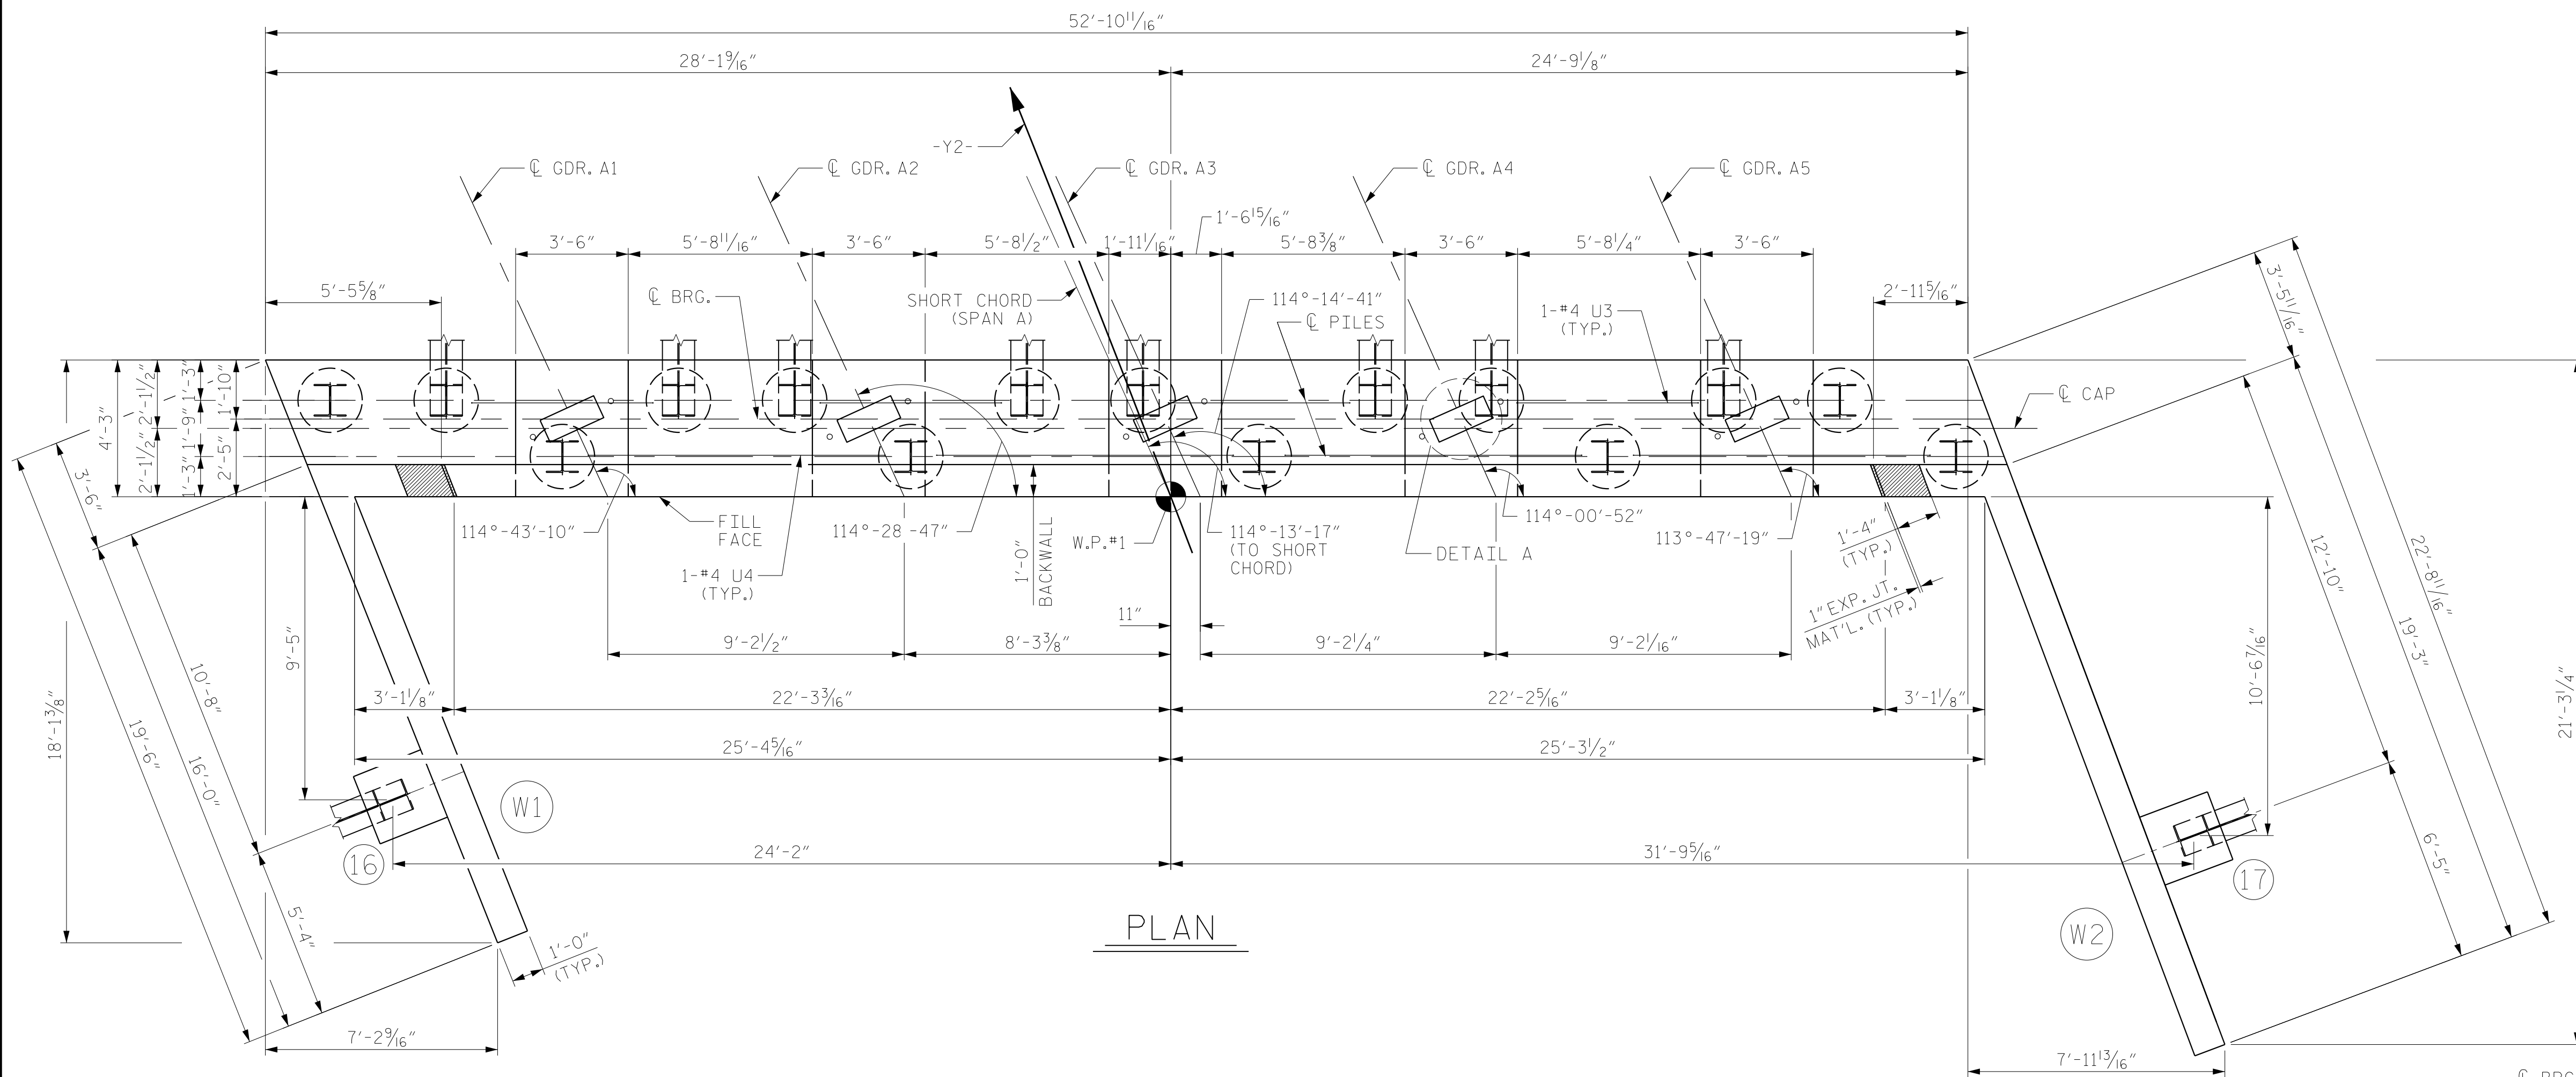 52'-10 11/16"
28'-1 9/16"
24'-9 1/8"
-Y2-
℄ GDR. A1
℄ GDR. A2
℄ GDR. A3
℄ GDR. A4
℄ GDR. A5
1'-6 15/16"
3'-6"
5'-8 11/16"
3'-6"
5'-8 1/2"
1'-11 1/16"
5'-8 3/8"
3'-6"
5'-8 1/4"
3'-6"
5'-5 5/8"
℄ BRG.
SHORT CHORD
(SPAN A)
114°-14'-41"
℄ PILES
1-#4 U3
(TYP.)
2'-11 5/16"
3'-5 11/16"
4'-3"
2'-1 1/2"
2'-1 1/2"
1'-3"
1'-9"
1'-3"
1'-10"
2'-5"
℄ CAP
3'-6"
114°-43'-10"
FILL
FACE
114°-28 -47"
1'-0"
BACKWALL
W.P.#1
114°-13'-17"
(TO SHORT
CHORD)
DETAIL A
114°-00'-52"
113°-47'-19"
1'-4"
(TYP.)
1" EXP. JT.
MAT'L. (TYP.)
1-#4 U4
(TYP.)
11"
9'-2 1/2"
8'-3 3/8"
9'-2 1/4"
9'-2 1/16"
12'-10"
22'-8 11/16"
19'-3"
9'-5"
10'-8"
18'-1 3/8"
19'-6"
16'-0"
3'-1 1/8"
22'-3 3/16"
22'-2 5/16"
3'-1 1/8"
10'-6 7/16"
21'-3 1/4"
25'-4 5/16"
25'-3 1/2"
W1
16
24'-2"
31'-9 5/16"
17
6'-5"
5'-4"
1'-0"
(TYP.)
PLAN
W2
7'-2 9/16"
7'-11 13/16"
℄ BRG